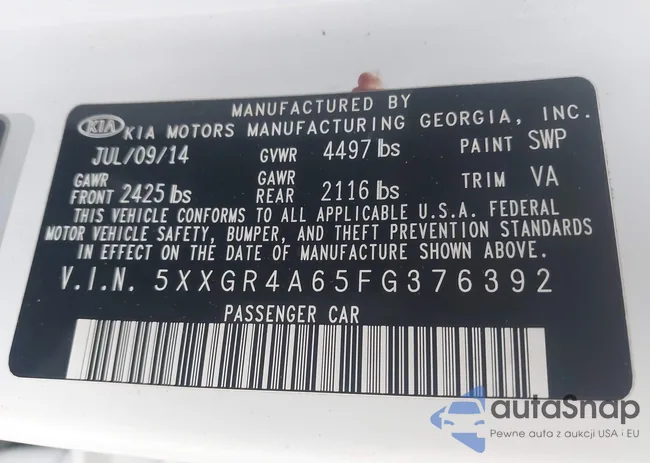 MANUFACTURED BY
KIA KIA MOTORS MANUFACTURING GEORGIA, INC.
JUL/09/14 GVWR 4497 lbs PAINT SWP
GAWR FRONT 2425 lbs GAWR REAR 2116 lbs TRIM VA
THIS VEHICLE CONFORMS TO ALL APPLICABLE U.S.A. FEDERAL
MOTOR VEHICLE SAFETY, BUMPER, AND THEFT PREVENTION STANDARDS
IN EFFECT ON THE DATE OF MANUFACTURE SHOWN ABOVE.
V.I.N. 5XXGR4A65FG376392
PASSENGER CAR
autaSnap
Pewne auta z aukcji USA i EU